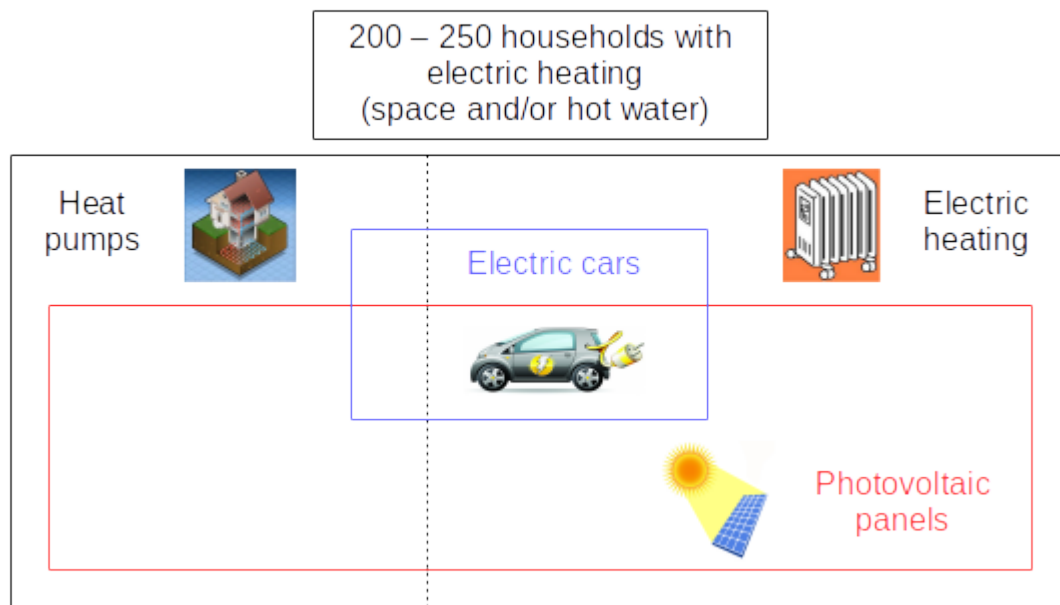 200 – 250 households with
electric heating
(space and/or hot water)
Heat
pumps
Electric cars
Electric
heating
Photovoltaic
panels